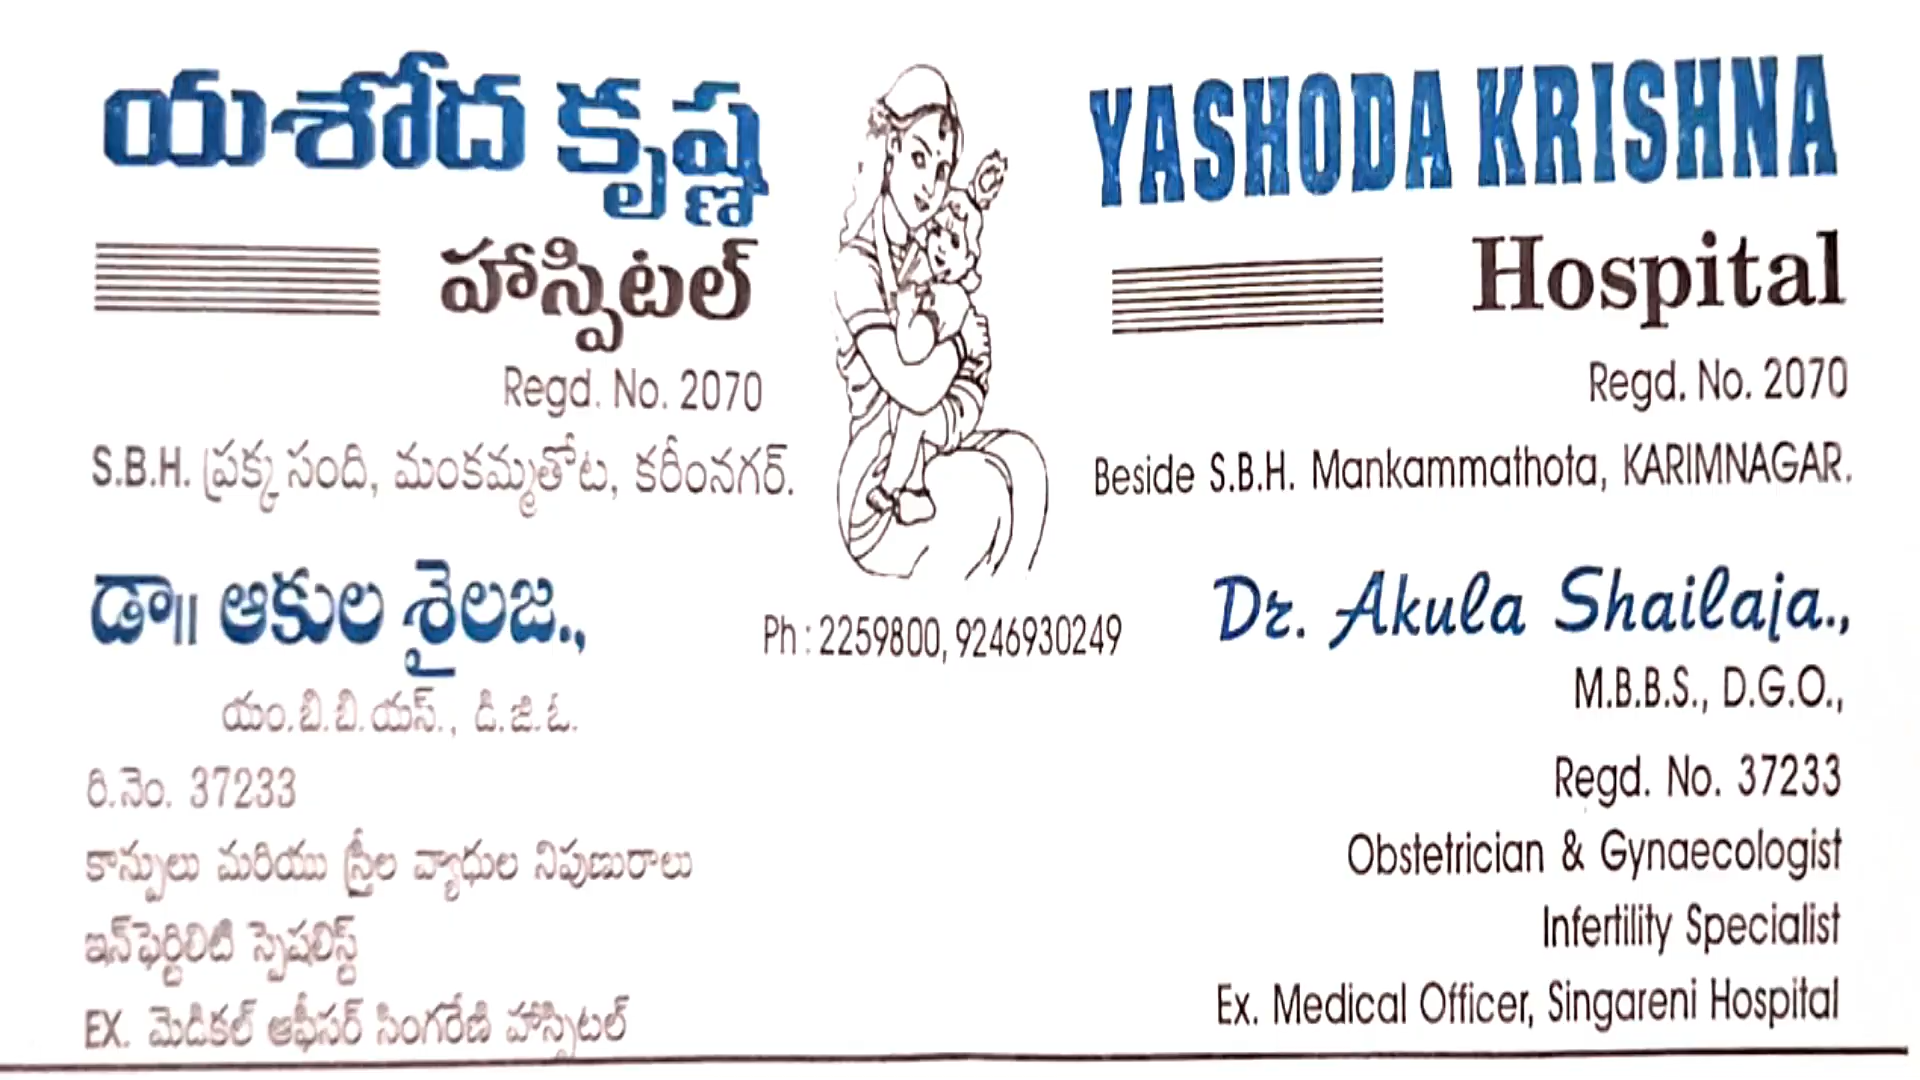 యశోద కృష్ణ
హాస్పిటల్
Regd. No. 2070
S.B.H. ప్రక్క సంది, మంకమ్మతోట, కరీంనగర్.
YASHODA KRISHNA
Hospital
Regd. No. 2070
Beside S.B.H. Mankammathota, KARIMNAGAR.
డా॥ ఆకుల శైలజ.,
యం.బి.బి.యస్., డి.జి.ఓ.
రి.నెం. 37233
కాన్పులు మరియు స్త్రీల వ్యాధుల నిపుణురాలు
ఇన్‌ఫెర్టిలిటి స్పెషలిస్ట్
EX. మెడికల్ ఆఫీసర్ సింగరేణి హాస్పిటల్
Ph : 2259800, 9246930249
Dr. Akula Shailaja.,
M.B.B.S., D.G.O.,
Regd. No. 37233
Obstetrician & Gynaecologist
Infertility Specialist
Ex. Medical Officer, Singareni Hospital